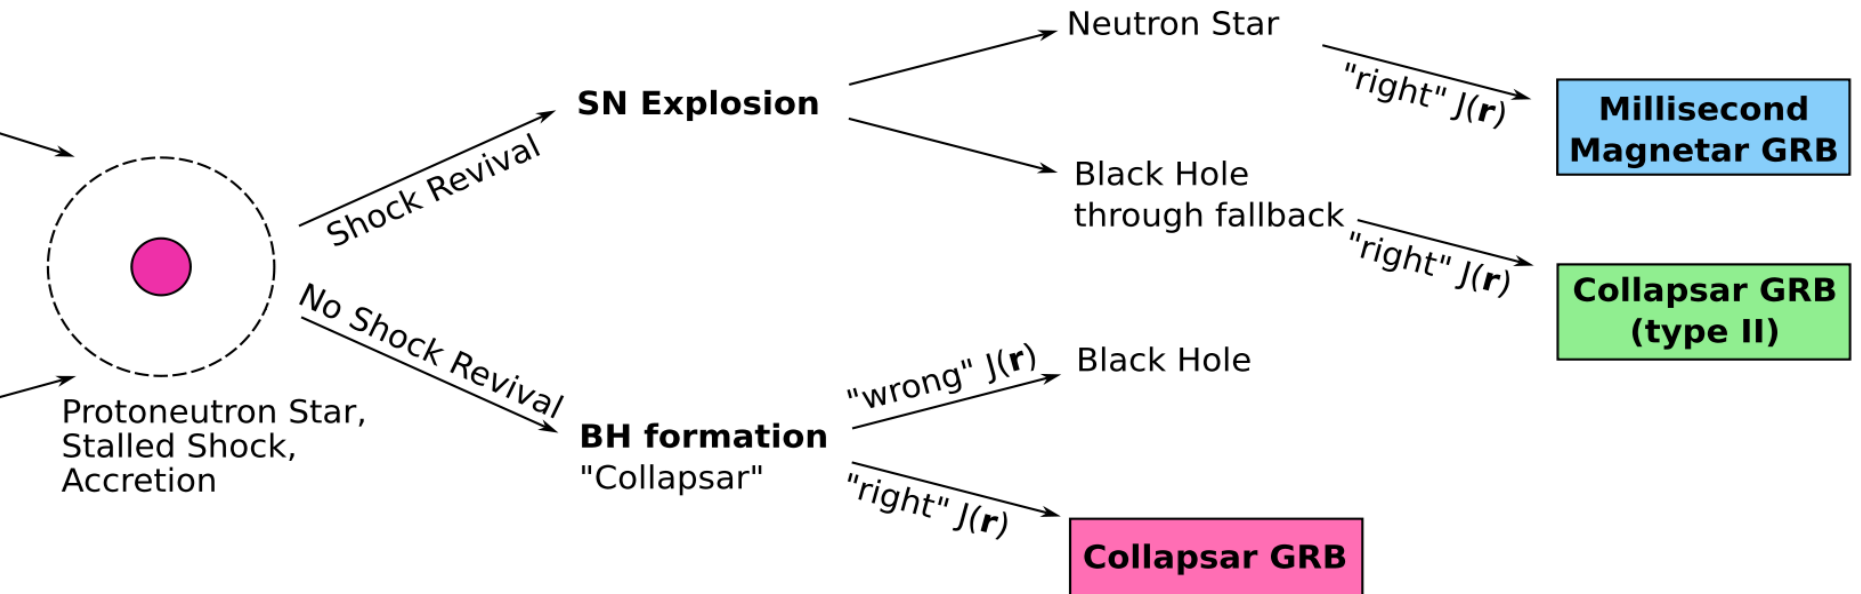 Neutron Star
"right" J(r)
Millisecond
Magnetar GRB
SN Explosion
Shock Revival
Black Hole
through fallback
"right" J(r)
Collapsar GRB
(type II)
No Shock Revival
Protoneutron Star,
Stalled Shock,
Accretion
"wrong" J(r)
Black Hole
BH formation
"Collapsar"
"right" J(r)
Collapsar GRB